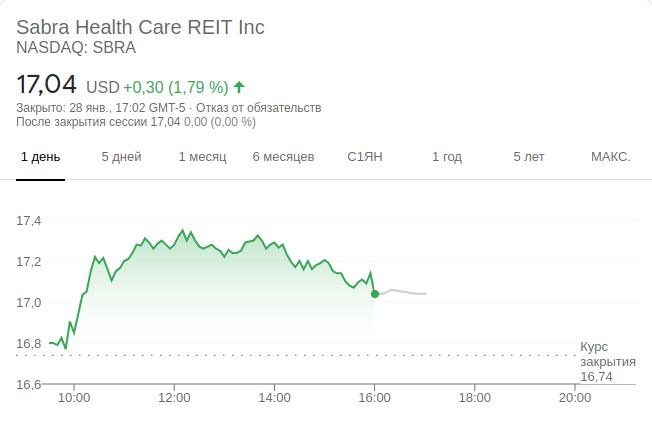 Sabra Health Care REIT Inc
NASDAQ: SBRA
17,04 USD +0,30 (1,79 %)
Закрыто: 28 янв., 17:02 GMT-5 · Отказ от обязательств
После закрытия сессии 17,04 0,00 (0,00 %)
1 день 5 дней 1 месяц 6 месяцев С1ЯН 1 год 5 лет МАКС.
17,4
17,2
17,0
16,8
Курс
закрытия
16,74
16,6
10:00 12:00 14:00 16:00 18:00 20:00